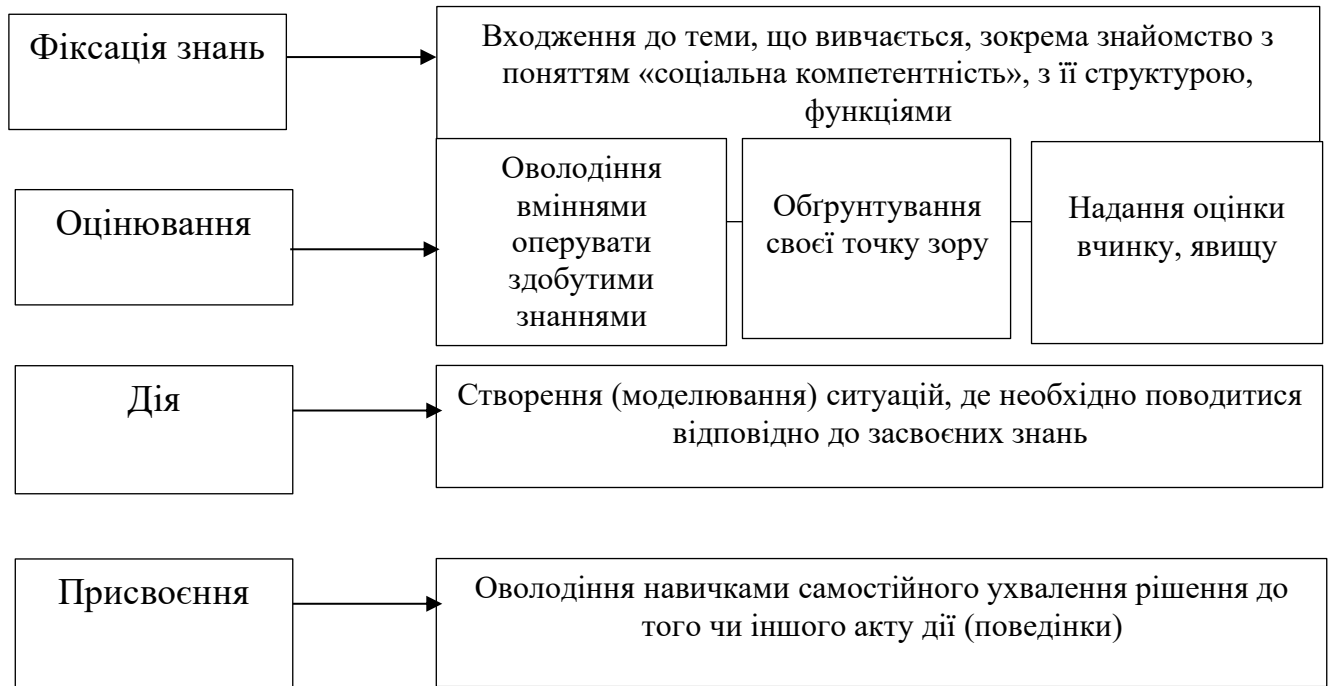 Фіксація знань
Входження до теми, що вивчається, зокрема знайомство з
поняттям «соціальна компетентність», з її структурою,
функціями
Оцінювання
Оволодіння
вміннями
оперувати
здобутими
знаннями
Обґрунтування
своєї точку зору
Надання оцінки
вчинку, явищу
Дія
Створення (моделювання) ситуацій, де необхідно поводитися
відповідно до засвоєних знань
Присвоєння
Оволодіння навичками самостійного ухвалення рішення до
того чи іншого акту дії (поведінки)